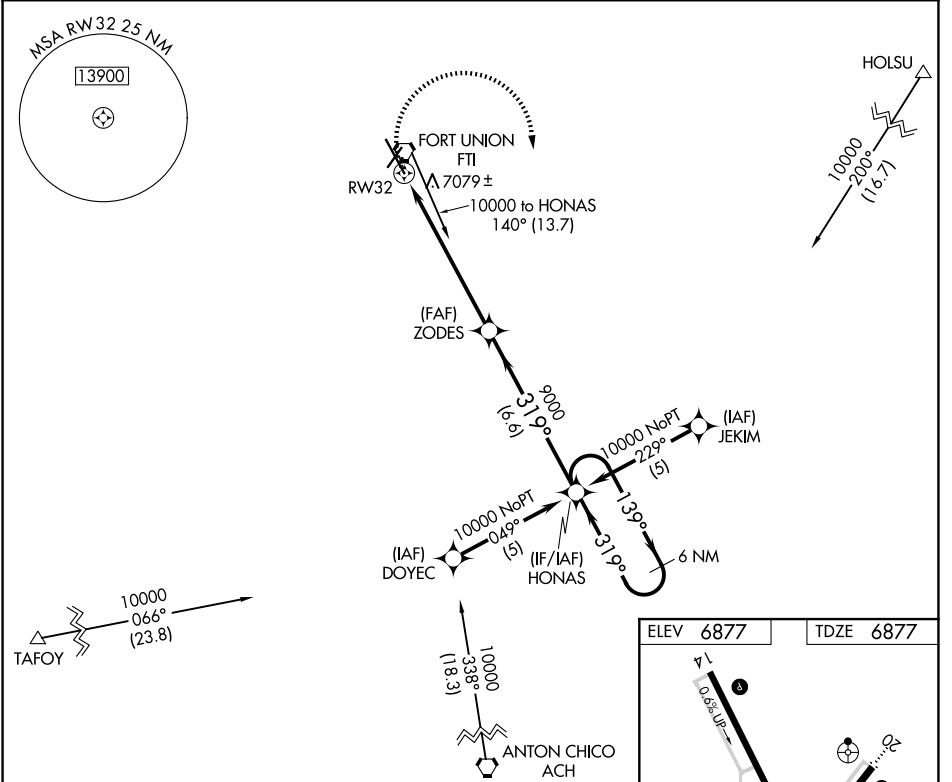 MSA RW32 25 NM
13900
HOLSU
10000
200°
(16.7)
FORT UNION
FTI
RW32
7079 ±
10000 to HONAS
140° (13.7)
(FAF)
ZODES
9000
319°
(6.6)
10000 NoPT
229°
(5)
(IAF)
JEKIM
10000 NoPT
049°
(5)
(IAF)
DOYEC
(IF/IAF)
HONAS
139°
319°
6 NM
10000
066°
(23.8)
TAFOY
10000
338°
(18.3)
ANTON CHICO
ACH
ELEV 6877
TDZE 6877
14
P
0.6% UP
20